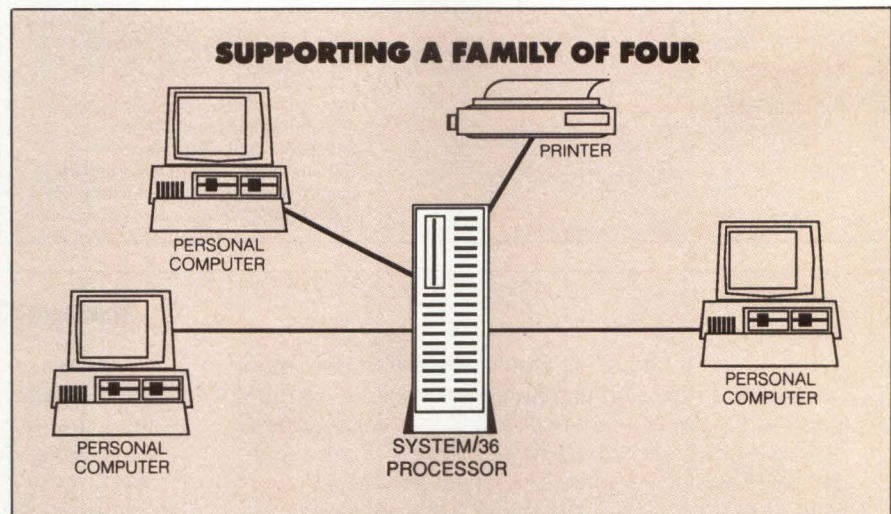 SUPPORTING A FAMILY OF FOUR
PRINTER
PERSONAL
COMPUTER
PERSONAL
COMPUTER
PERSONAL
COMPUTER
SYSTEM/36
PROCESSOR